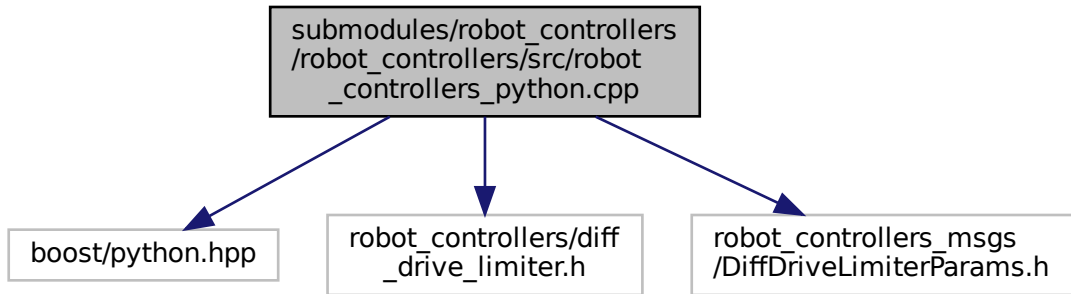 submodules/robot_controllers
/robot_controllers/src/robot
_controllers_python.cpp
boost/python.hpp
robot_controllers/diff
_drive_limiter.h
robot_controllers_msgs
/DiffDriveLimiterParams.h